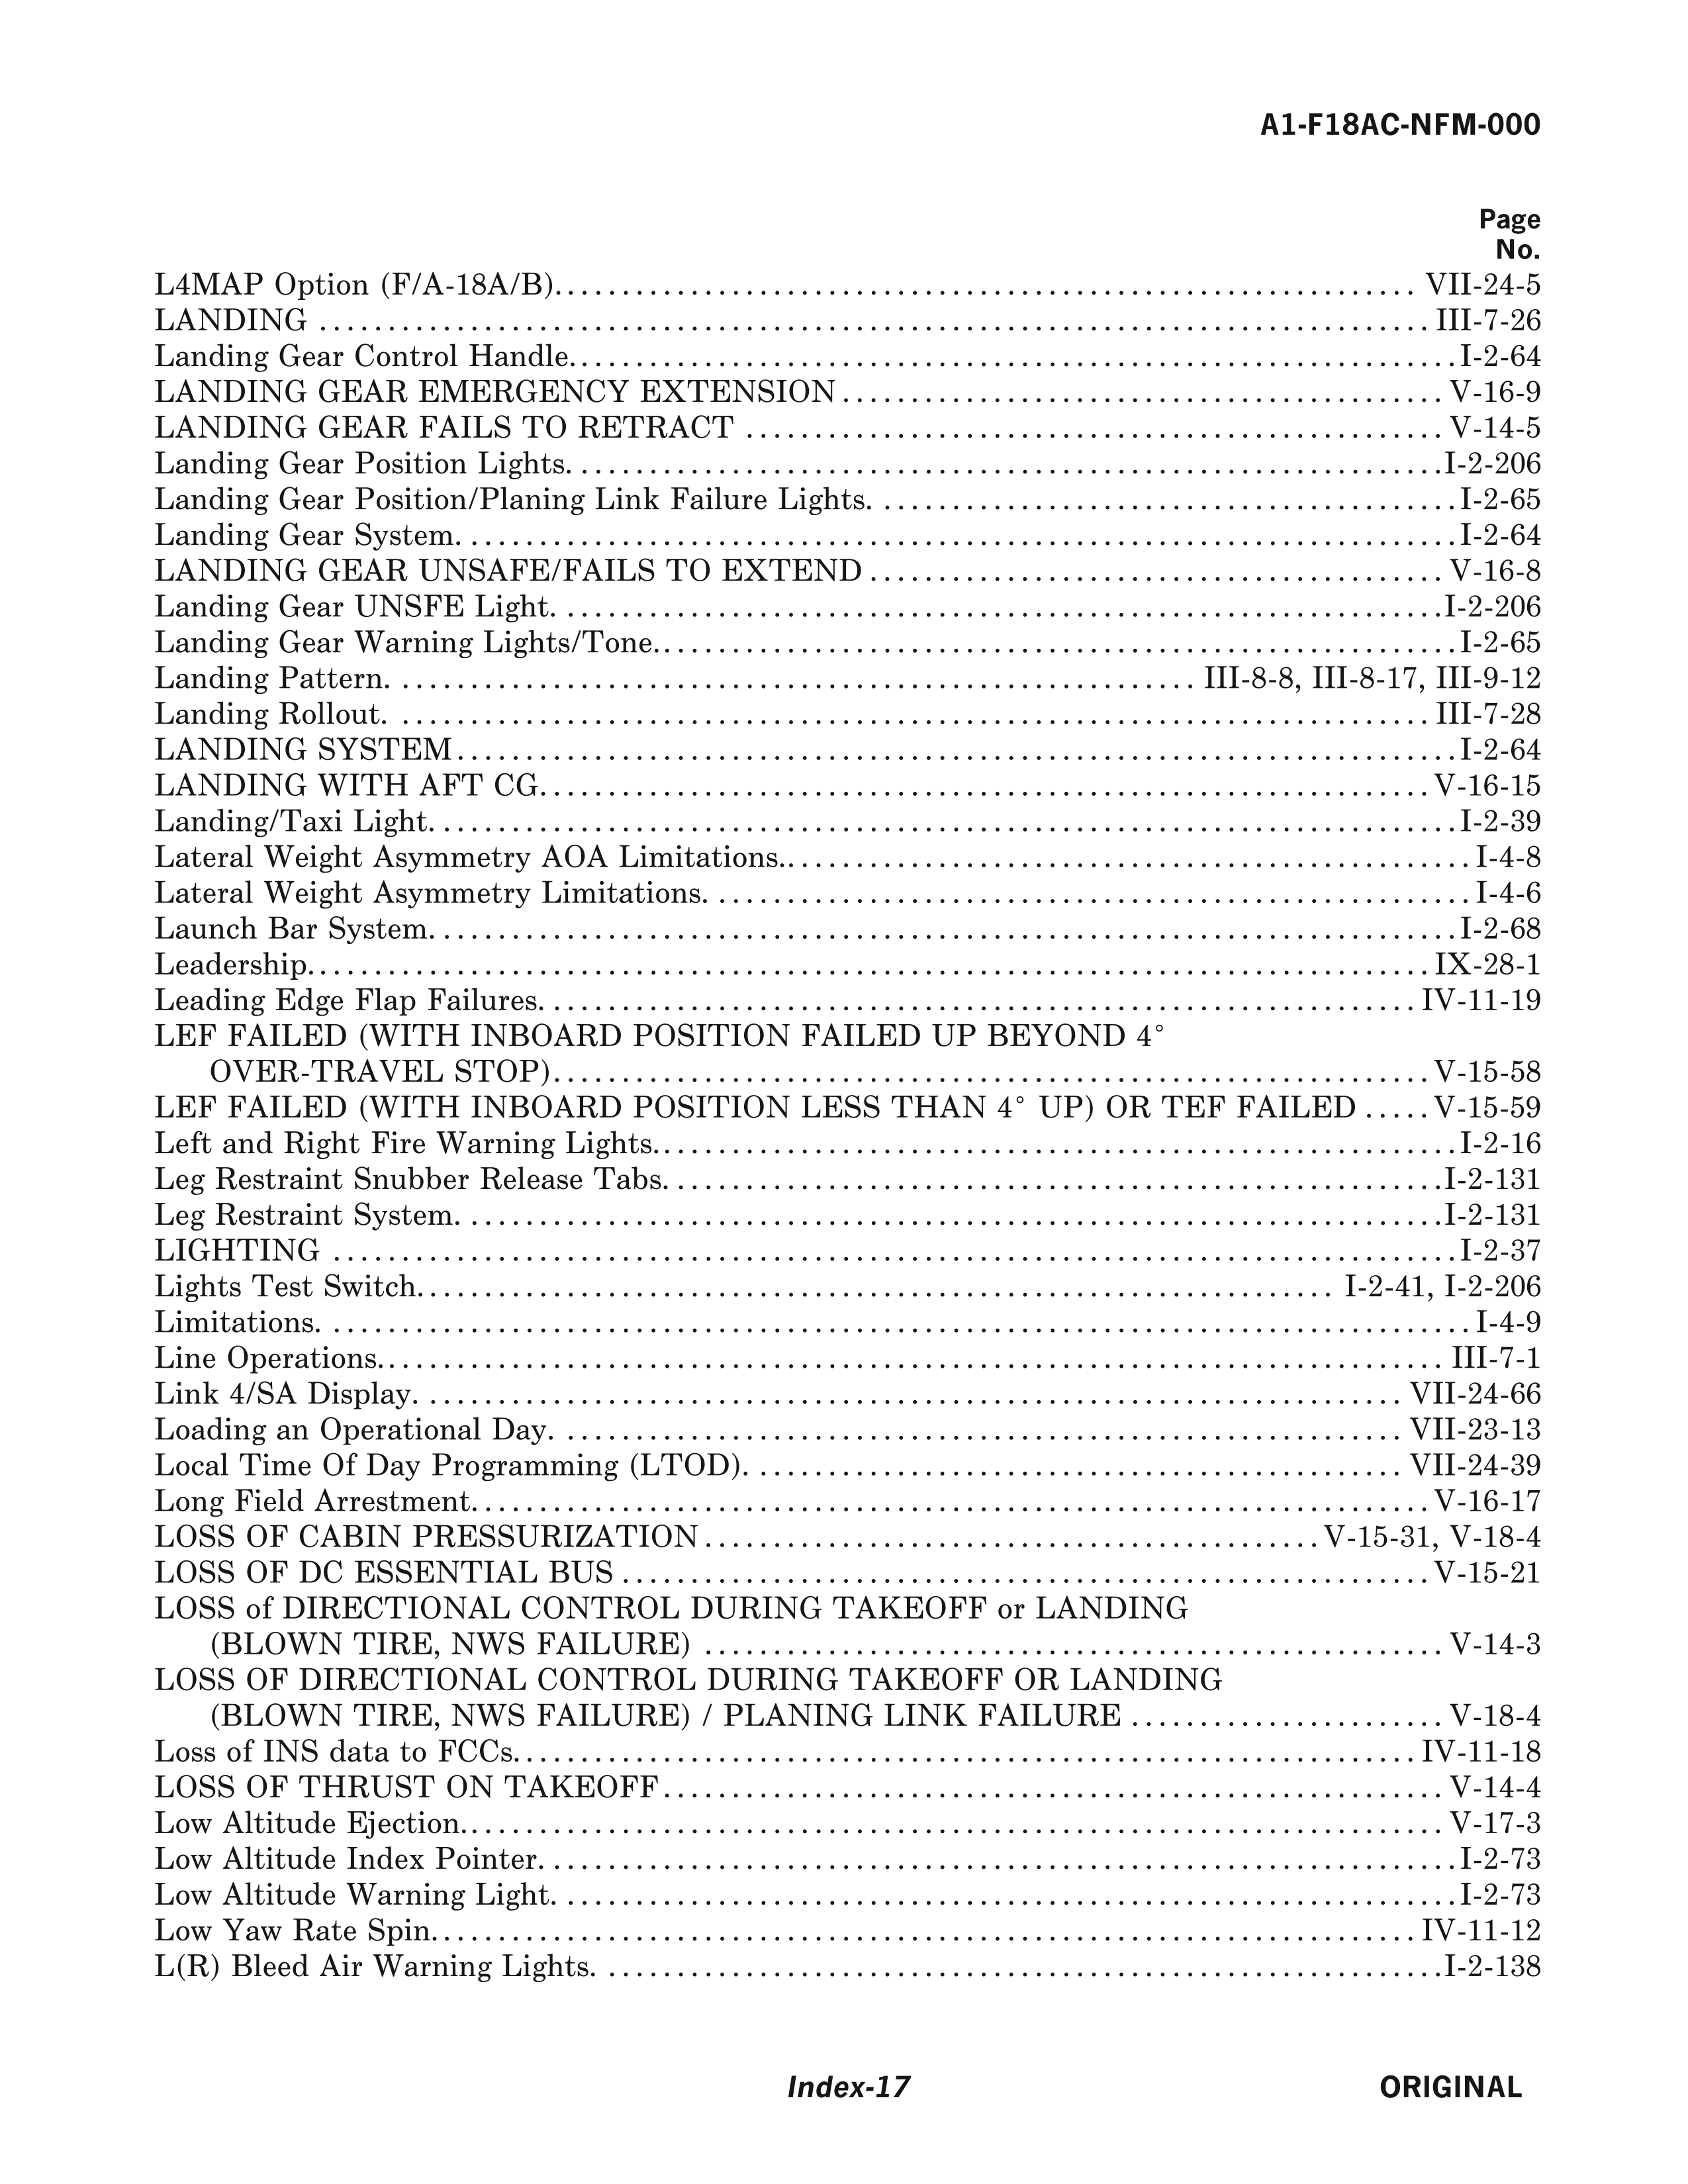 A1-F18AC-NFM-000
Page
No.
L4MAP Option (F/A-18A/B). . . . . . . . . . VII-24-5
LANDING . . . . . . . . . . III-7-26
Landing Gear Control Handle. . . . . . . . . . I-2-64
LANDING GEAR EMERGENCY EXTENSION . . . . . . . . . . V-16-9
LANDING GEAR FAILS TO RETRACT . . . . . . . . . . V-14-5
Landing Gear Position Lights. . . . . . . . . . I-2-206
Landing Gear Position/Planing Link Failure Lights. . . . . . . . . . I-2-65
Landing Gear System. . . . . . . . . . I-2-64
LANDING GEAR UNSAFE/FAILS TO EXTEND . . . . . . . . . . V-16-8
Landing Gear UNSFE Light. . . . . . . . . . I-2-206
Landing Gear Warning Lights/Tone. . . . . . . . . . I-2-65
Landing Pattern. . . . . . . . . . III-8-8, III-8-17, III-9-12
Landing Rollout. . . . . . . . . . III-7-28
LANDING SYSTEM . . . . . . . . . . I-2-64
LANDING WITH AFT CG. . . . . . . . . . V-16-15
Landing/Taxi Light. . . . . . . . . . I-2-39
Lateral Weight Asymmetry AOA Limitations. . . . . . . . . . I-4-8
Lateral Weight Asymmetry Limitations. . . . . . . . . . I-4-6
Launch Bar System. . . . . . . . . . I-2-68
Leadership. . . . . . . . . . IX-28-1
Leading Edge Flap Failures. . . . . . . . . . IV-11-19
LEF FAILED (WITH INBOARD POSITION FAILED UP BEYOND 4°
OVER-TRAVEL STOP). . . . . . . . . . V-15-58
LEF FAILED (WITH INBOARD POSITION LESS THAN 4° UP) OR TEF FAILED . . . . . V-15-59
Left and Right Fire Warning Lights. . . . . . . . . . I-2-16
Leg Restraint Snubber Release Tabs. . . . . . . . . . I-2-131
Leg Restraint System. . . . . . . . . . I-2-131
LIGHTING . . . . . . . . . . I-2-37
Lights Test Switch. . . . . . . . . . I-2-41, I-2-206
Limitations. . . . . . . . . . I-4-9
Line Operations. . . . . . . . . . III-7-1
Link 4/SA Display. . . . . . . . . . VII-24-66
Loading an Operational Day. . . . . . . . . . VII-23-13
Local Time Of Day Programming (LTOD). . . . . . . . . . VII-24-39
Long Field Arrestment. . . . . . . . . . V-16-17
LOSS OF CABIN PRESSURIZATION . . . . . . . . . . V-15-31, V-18-4
LOSS OF DC ESSENTIAL BUS . . . . . . . . . . V-15-21
LOSS of DIRECTIONAL CONTROL DURING TAKEOFF or LANDING
(BLOWN TIRE, NWS FAILURE) . . . . . . . . . . V-14-3
LOSS OF DIRECTIONAL CONTROL DURING TAKEOFF OR LANDING
(BLOWN TIRE, NWS FAILURE) / PLANING LINK FAILURE . . . . . . . . . . V-18-4
Loss of INS data to FCCs. . . . . . . . . . IV-11-18
LOSS OF THRUST ON TAKEOFF . . . . . . . . . . V-14-4
Low Altitude Ejection. . . . . . . . . . V-17-3
Low Altitude Index Pointer. . . . . . . . . . I-2-73
Low Altitude Warning Light. . . . . . . . . . I-2-73
Low Yaw Rate Spin. . . . . . . . . . IV-11-12
L(R) Bleed Air Warning Lights. . . . . . . . . . I-2-138
Index-17
ORIGINAL